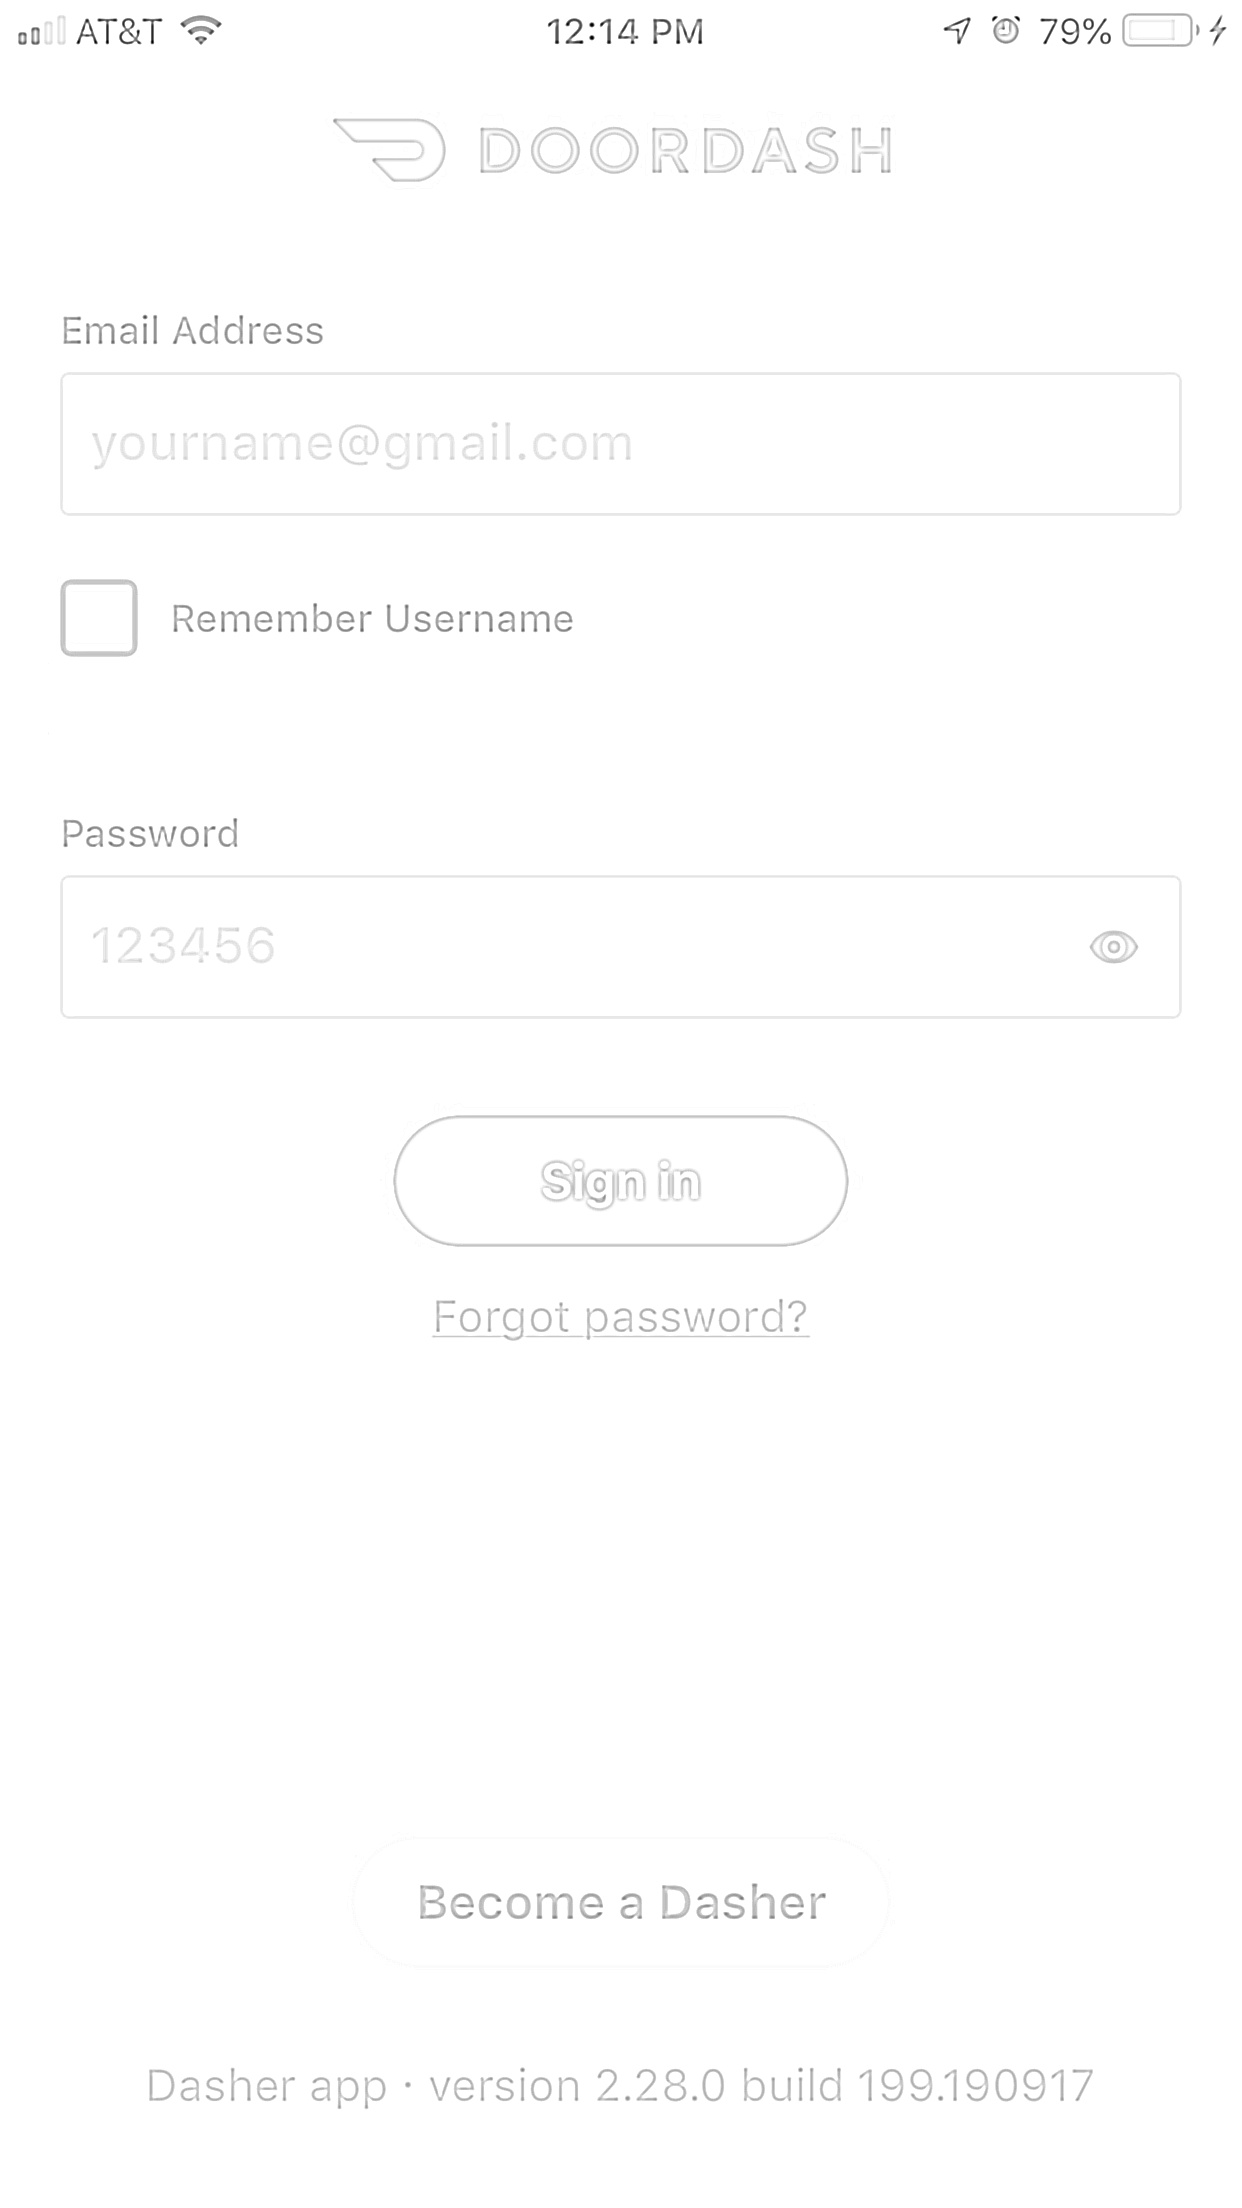 AT&T 12:14 PM 79%
DOORDASH
Email Address
yourname@gmail.com
Remember Username
Password
123456
Sign in
Forgot password?
Become a Dasher
Dasher app · version 2.28.0 build 199.190917